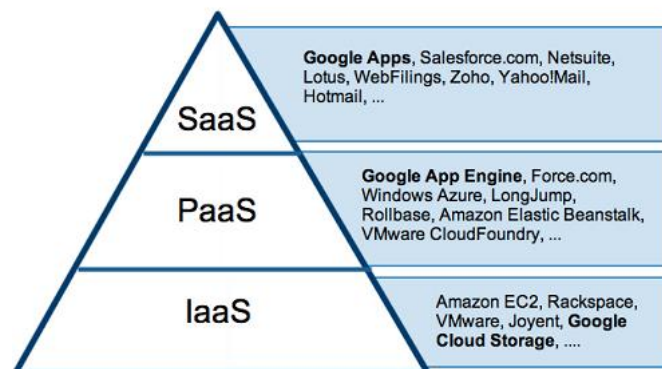 SaaS
Google Apps, Salesforce.com, Netsuite,
Lotus, WebFilings, Zoho, Yahoo!Mail,
Hotmail, ...
PaaS
Google App Engine, Force.com,
Windows Azure, LongJump,
Rollbase, Amazon Elastic Beanstalk,
VMware CloudFoundry, ...
IaaS
Amazon EC2, Rackspace,
VMware, Joyent, Google
Cloud Storage, ....